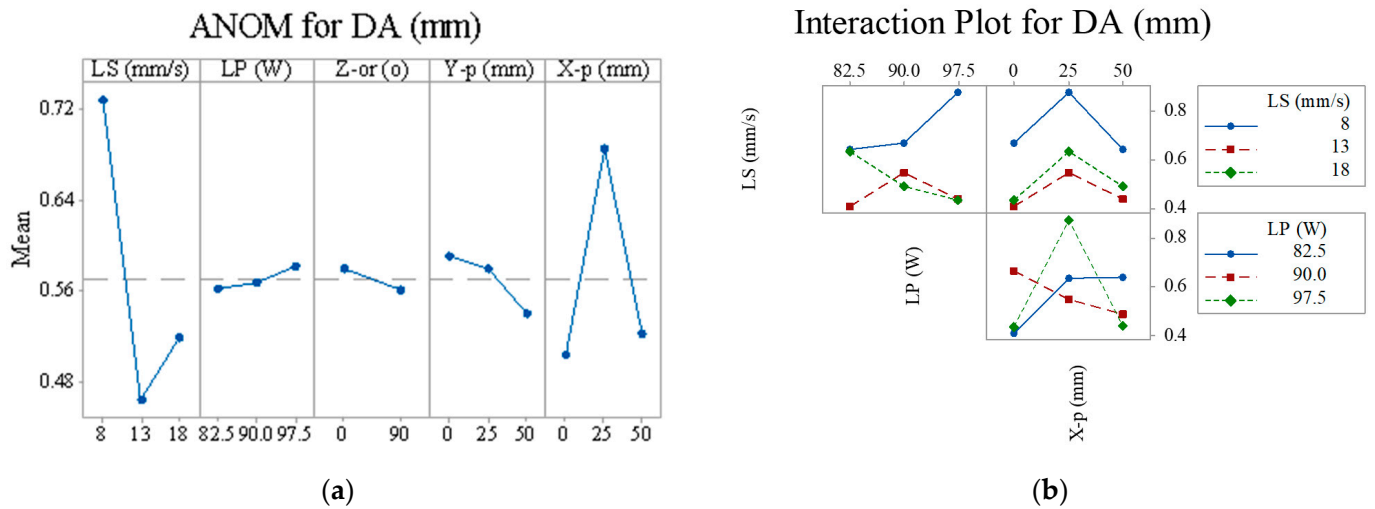 ANOM for DA (mm)
LS (mm/s) LP (W) Z-or (o) Y-p (mm) X-p (mm)
0.72
0.64
0.56
0.48
Mean
8 13 18 82.5 90.0 97.5 0 90 0 25 50 0 25 50
(a)
Interaction Plot for DA (mm)
82.5 90.0 97.5 0 25 50
LS (mm/s)
0.8
0.6
0.4
LS (mm/s)
8
13
18
LP (W)
0.8
0.6
0.4
LP (W)
82.5
90.0
97.5
X-p (mm)
(b)